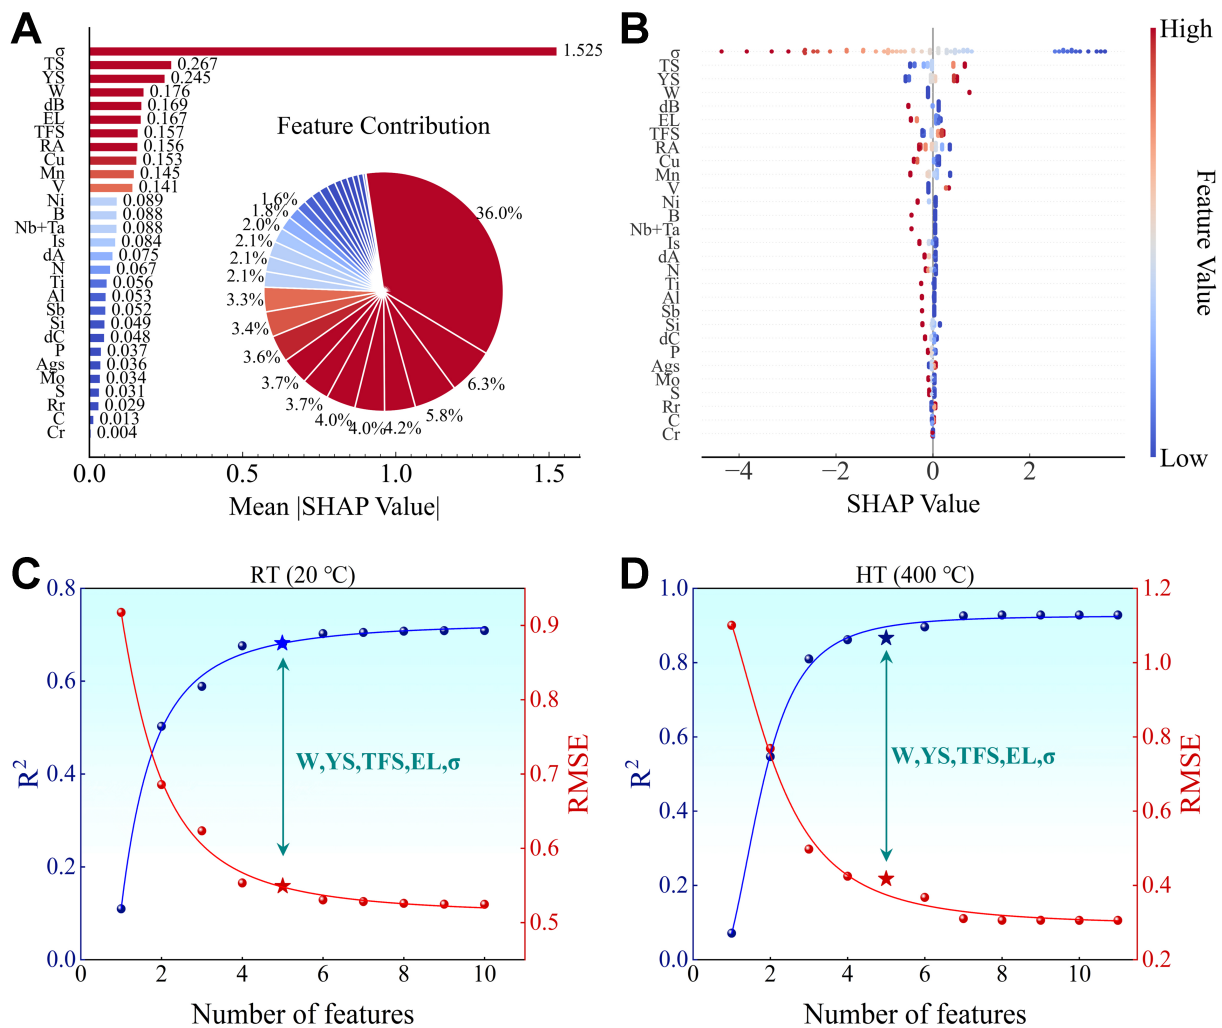 A
σ 1.525
TS 0.267
YS 0.245
W 0.176
dB 0.169
EL 0.167
TFS 0.157
RA 0.156
Cu 0.153
Mn 0.145
V 0.141
Ni 0.089
B 0.088
Nb+Ta 0.088
Is 0.084
dA 0.075
N 0.067
Ti 0.056
Al 0.053
Sb 0.052
Si 0.049
dC 0.048
P 0.037
Ags 0.036
Mo 0.034
S 0.031
Rr 0.029
C 0.013
Cr 0.004
0.0 0.5 1.0 1.5
Mean |SHAP Value|
Feature Contribution
36.0%
6.3%
5.8%
4.2%
4.0%
4.0%
3.7%
3.7%
3.6%
3.4%
3.3%
2.1%
2.1%
2.1%
2.0%
1.8%
1.6%
B
σ
TS
YS
W
dB
EL
TFS
RA
Cu
Mn
V
Ni
B
Nb+Ta
Is
dA
N
Ti
Al
Sb
Si
dC
P
Ags
Mo
S
Rr
C
Cr
−4 −2 0 2
SHAP Value
High
Feature Value
Low
C
RT (20 °C)
0.8
0.6
0.4
0.2
0.0
R²
0.9
0.8
0.7
0.6
0.5
RMSE
W,YS,TFS,EL,σ
0 2 4 6 8 10
Number of features
D
HT (400 °C)
1.0
0.8
0.6
0.4
0.2
0.0
R²
1.2
1.0
0.8
0.6
0.4
0.2
RMSE
W,YS,TFS,EL,σ
0 2 4 6 8 10
Number of features